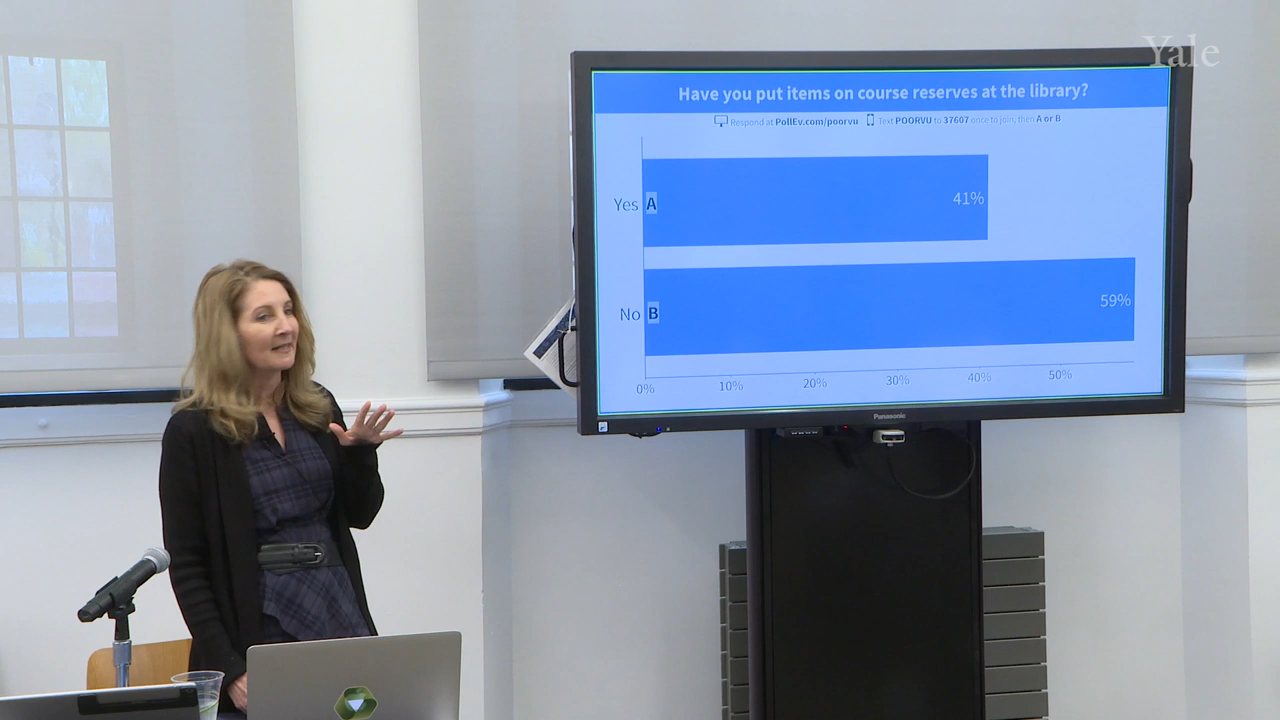 Yale
Have you put items on course reserves at the library?
Respond at PollEv.com/poorvu Text POORVU to 37607 once to join, then A or B
Yes A 41%
No B 59%
0% 10% 20% 30% 40% 50%
Panasonic